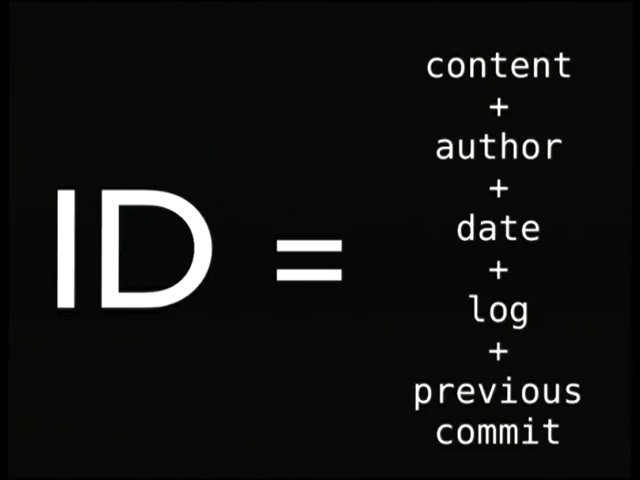 ID =
content
+
author
+
date
+
log
+
previous
commit